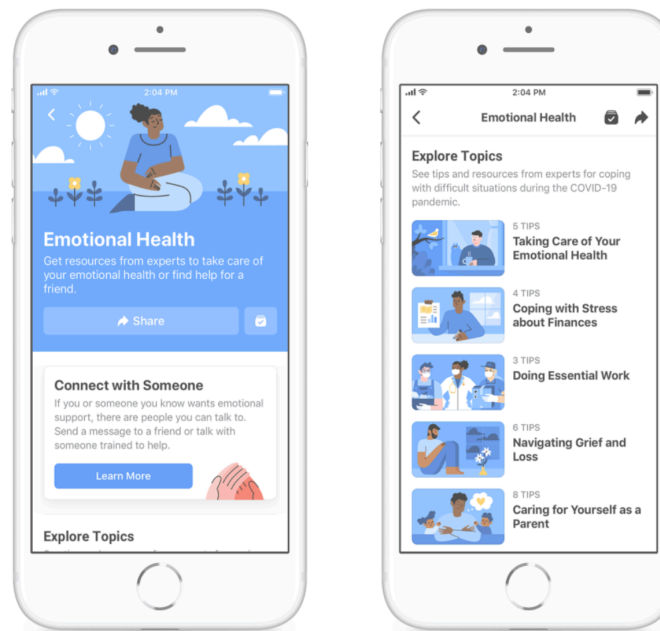 2:04 PM
Emotional Health
Get resources from experts to take care of
your emotional health or find help for a
friend.
Share
Connect with Someone
If you or someone you know wants emotional
support, there are people you can talk to.
Send a message to a friend or talk with
someone trained to help.
Learn More
Explore Topics
2:04 PM
Emotional Health
Explore Topics
See tips and resources from experts for coping
with difficult situations during the COVID-19
pandemic.
5 TIPS
Taking Care of Your
Emotional Health
4 TIPS
Coping with Stress
about Finances
3 TIPS
Doing Essential Work
6 TIPS
Navigating Grief and
Loss
8 TIPS
Caring for Yourself as a
Parent